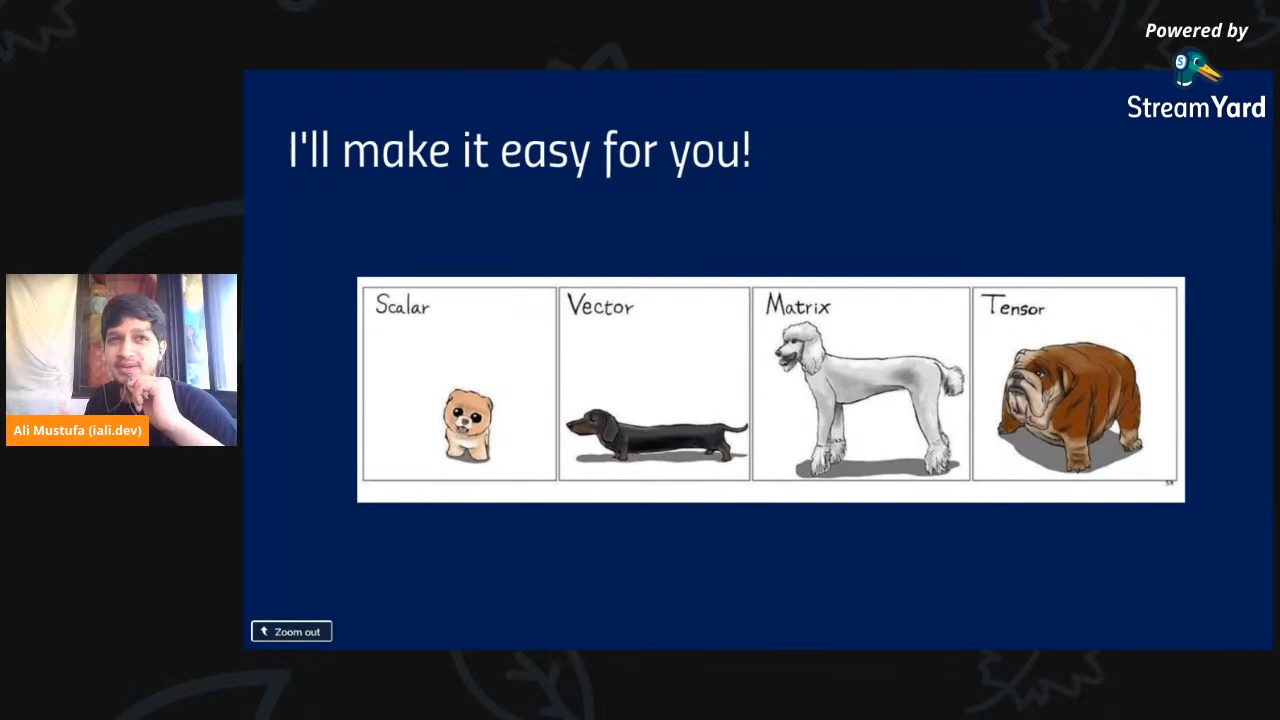 Powered by
StreamYard
I'll make it easy for you!
Scalar
Vector
Matrix
Tensor
Ali Mustufa (iali.dev)
Zoom out